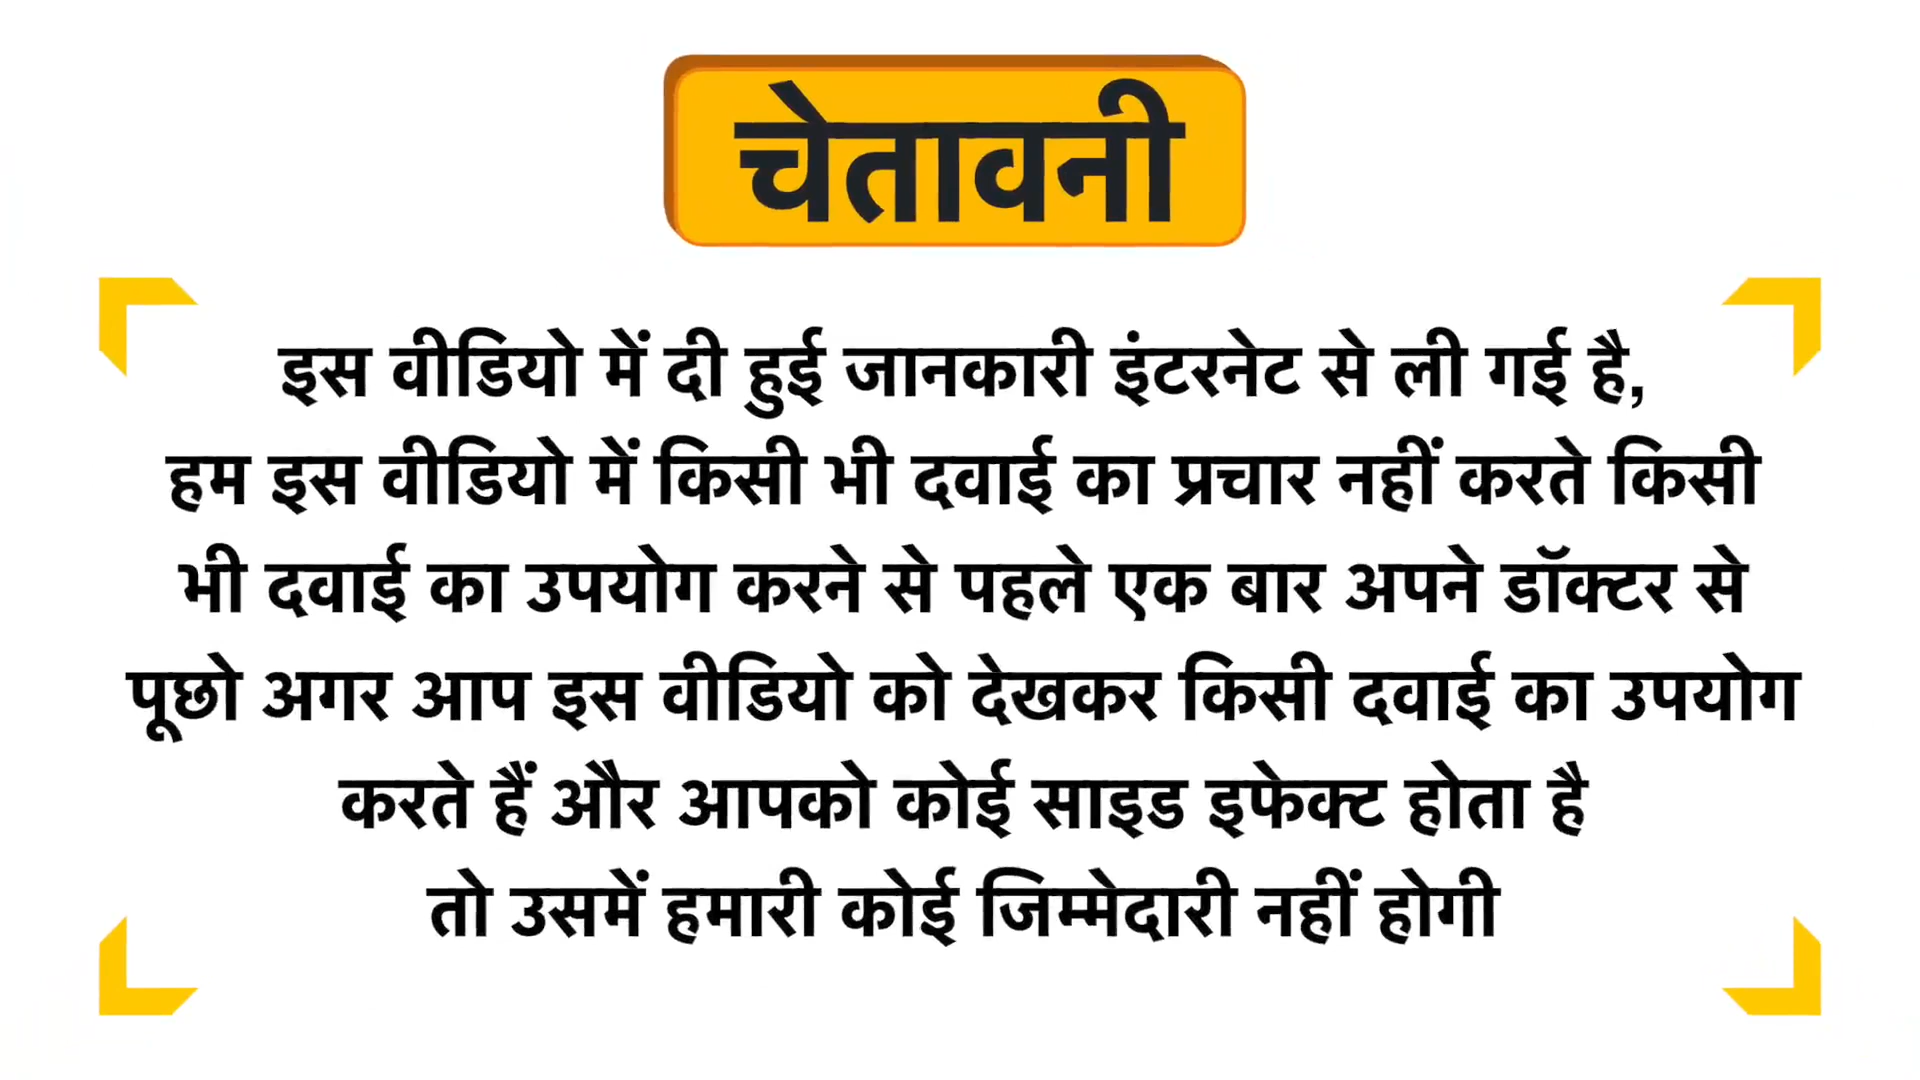 चेतावनी
इस वीडियो में दी हुई जानकारी इंटरनेट से ली गई है,
हम इस वीडियो में किसी भी दवाई का प्रचार नहीं करते किसी
भी दवाई का उपयोग करने से पहले एक बार अपने डॉक्टर से
पूछो अगर आप इस वीडियो को देखकर किसी दवाई का उपयोग
करते हैं और आपको कोई साइड इफेक्ट होता है
तो उसमें हमारी कोई जिम्मेदारी नहीं होगी